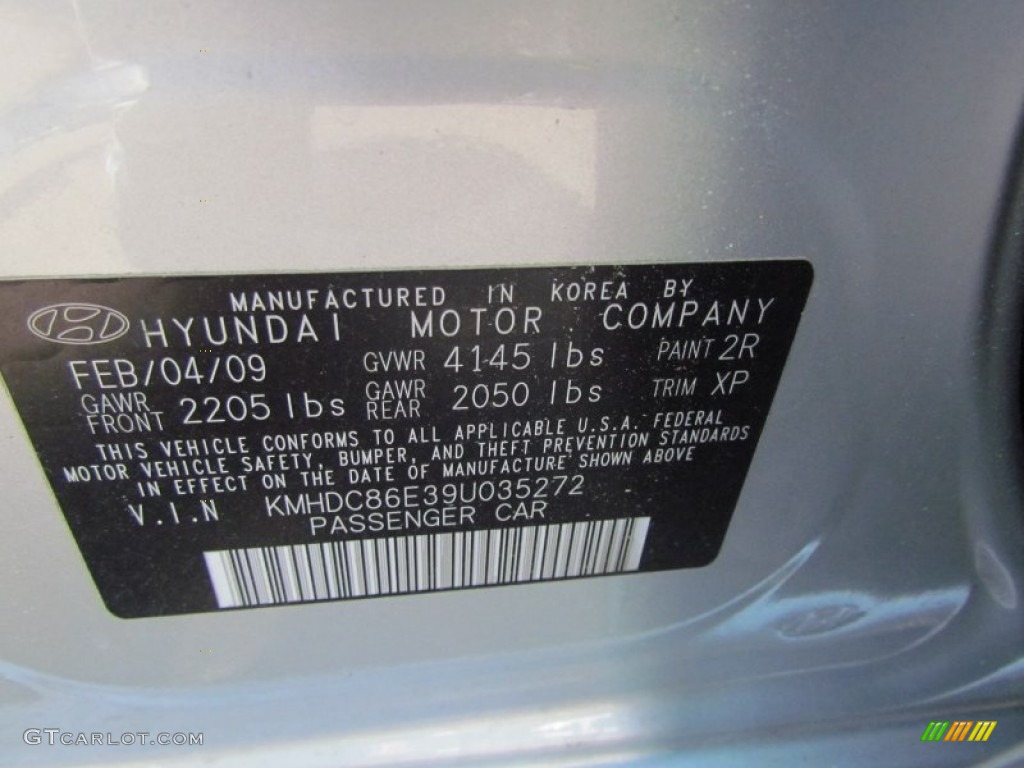 MANUFACTURED IN KOREA BY
HYUNDAI MOTOR COMPANY
FEB/04/09 GVWR 4145 lbs PAINT 2R
GAWR FRONT 2205 lbs GAWR REAR 2050 lbs TRIM XP
THIS VEHICLE CONFORMS TO ALL APPLICABLE U.S.A. FEDERAL
MOTOR VEHICLE SAFETY, BUMPER, AND THEFT PREVENTION STANDARDS
IN EFFECT ON THE DATE OF MANUFACTURE SHOWN ABOVE
V.I.N KMHDC86E39U035272
PASSENGER CAR
GTCARLOT.COM